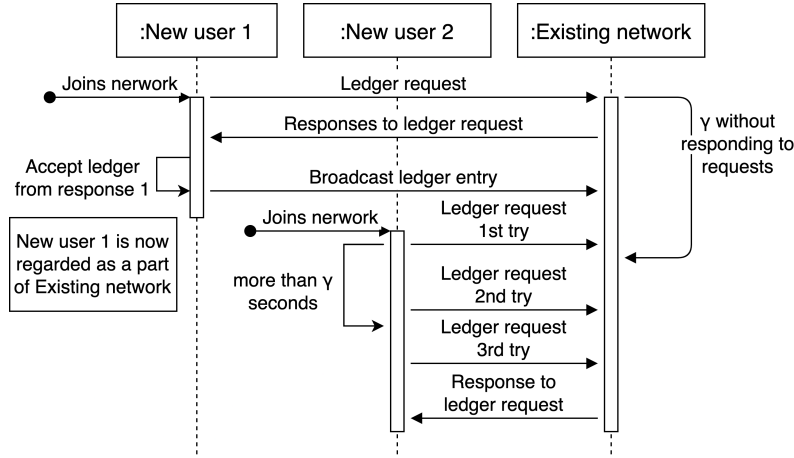 :New user 1
:New user 2
:Existing network
Joins nerwork
Ledger request
γ without
responding to
requests
Responses to ledger request
Accept ledger
from response 1
Broadcast ledger entry
New user 1 is now
regarded as a part
of Existing network
Joins nerwork
Ledger request
1st try
more than γ
seconds
Ledger request
2nd try
Ledger request
3rd try
Response to
ledger request